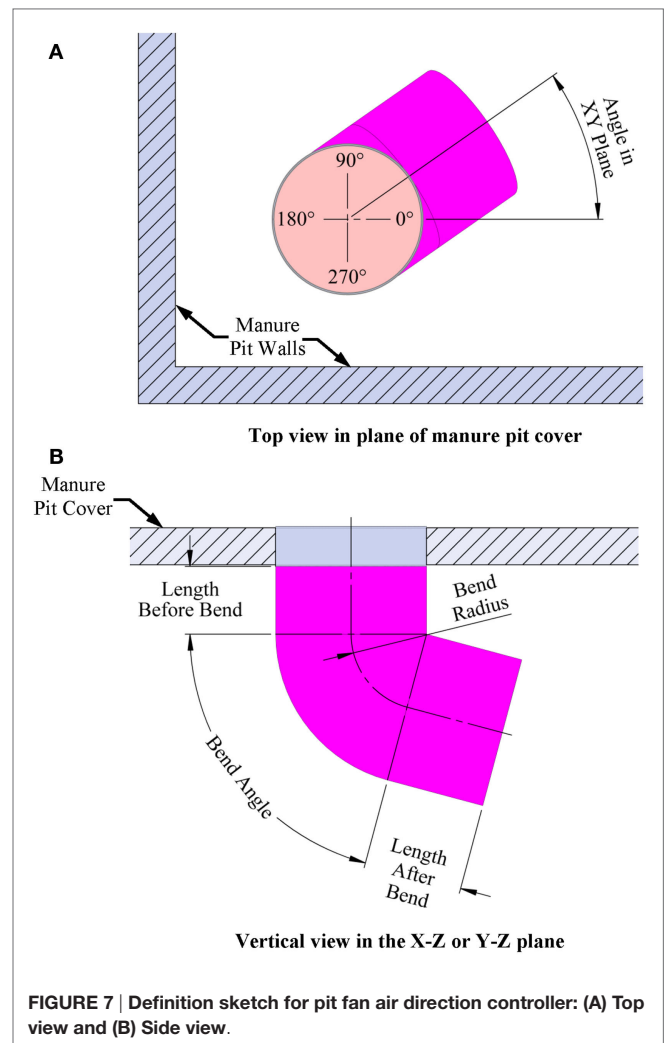 A
90°
180°
0°
270°
Angle in
XY Plane
Manure
Pit Walls
Top view in plane of manure pit cover
B
Manure
Pit Cover
Length
Before Bend
Bend
Radius
Bend Angle
Length
After
Bend
Vertical view in the X-Z or Y-Z plane
FIGURE 7 | Definition sketch for pit fan air direction controller: (A) Top
view and (B) Side view.